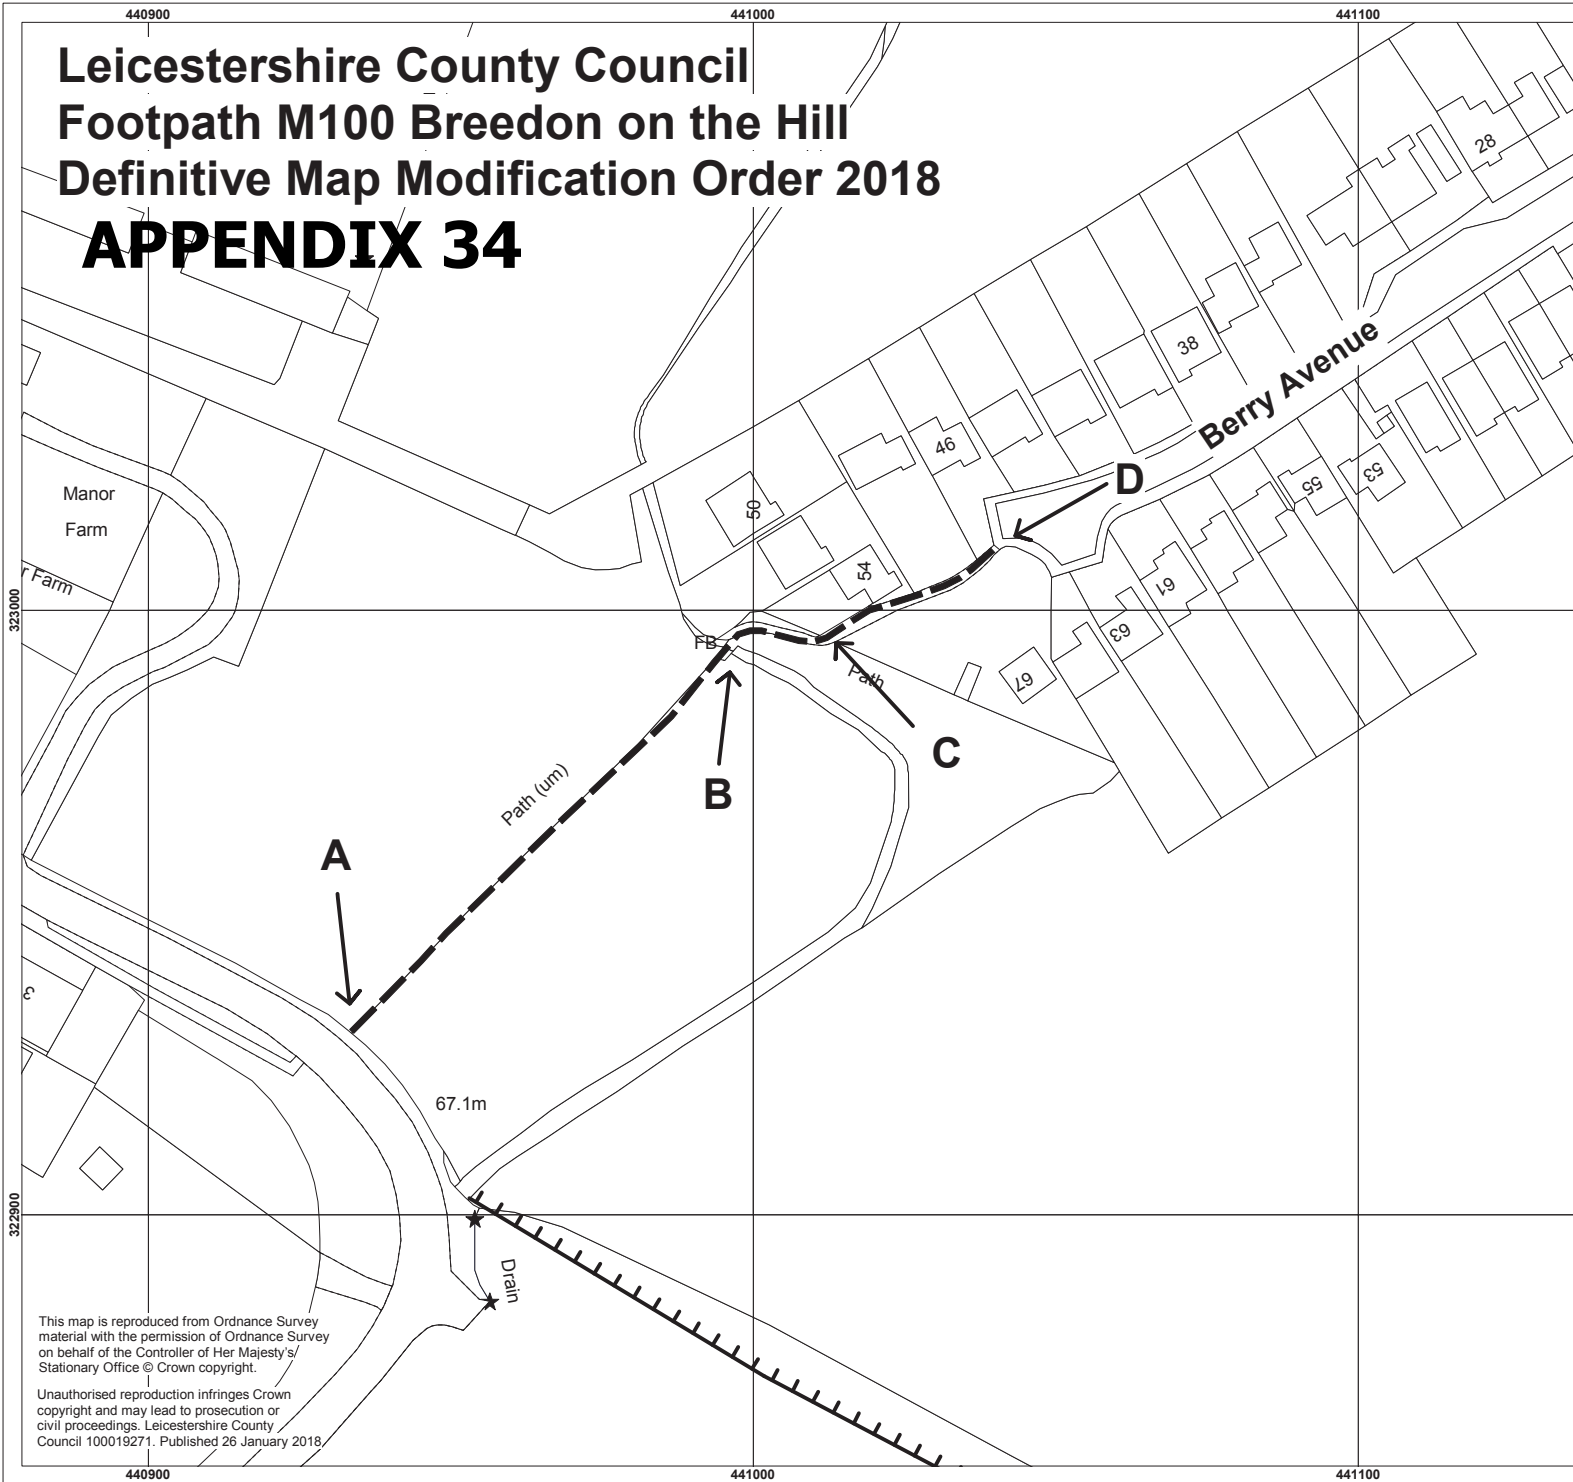 440900
441000
441100
Leicestershire County Council
Footpath M100 Breedon on the Hill
Definitive Map Modification Order 2018
APPENDIX 34
28
38
Berry Avenue
46
D
50
55
53
Manor
Farm
54
61
r Farm
323000
63
FB
Path
67
C
B
Path (um)
A
3
67.1m
322900
Drain
This map is reproduced from Ordnance Survey
material with the permission of Ordnance Survey
on behalf of the Controller of Her Majesty's
Stationary Office © Crown copyright.
Unauthorised reproduction infringes Crown
copyright and may lead to prosecution or
civil proceedings. Leicestershire County
Council 100019271. Published 26 January 2018
440900
441000
441100